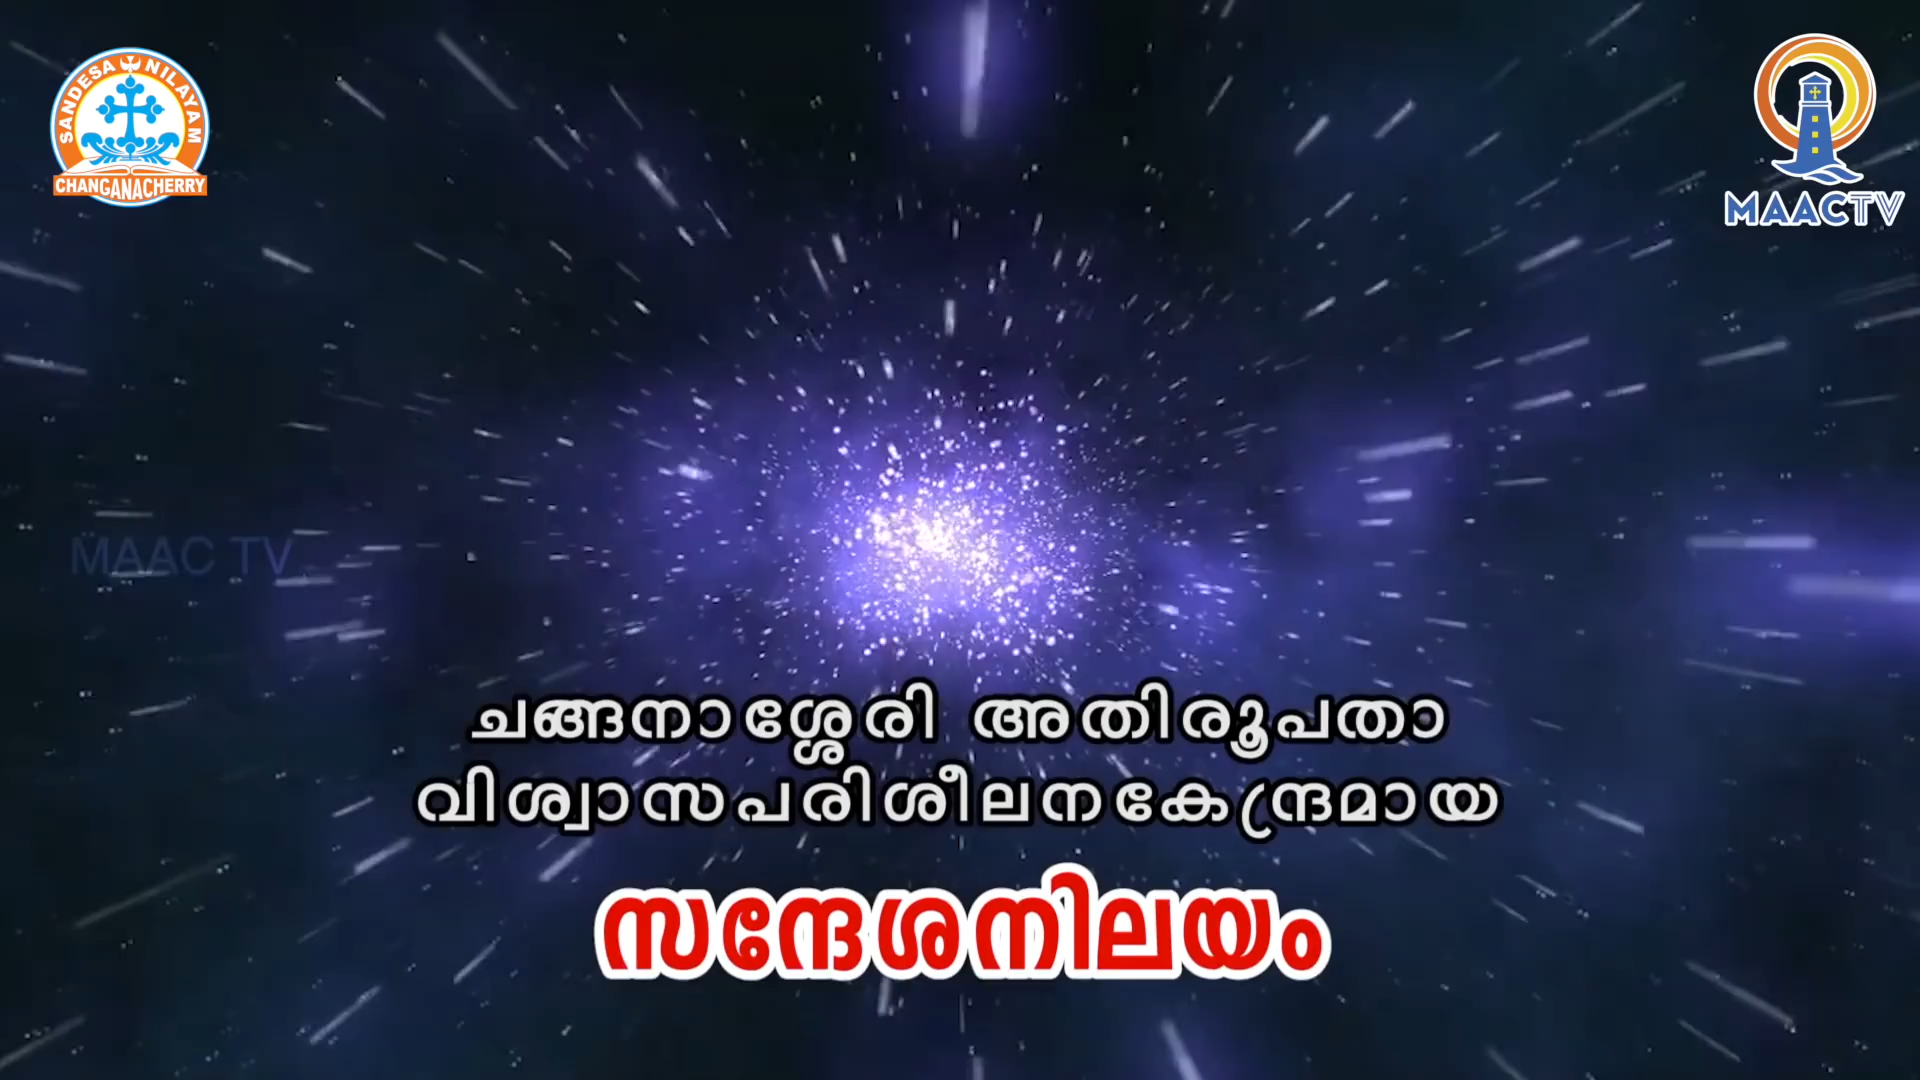 SANDESA NILAYAM
CHANGANACHERRY
MAACTV
MAAC TV
ചങ്ങനാശ്ശേരി അതിരൂപതാ
വിശ്വാസപരിശീലനകേന്ദ്രമായ
സന്ദേശനിലയം